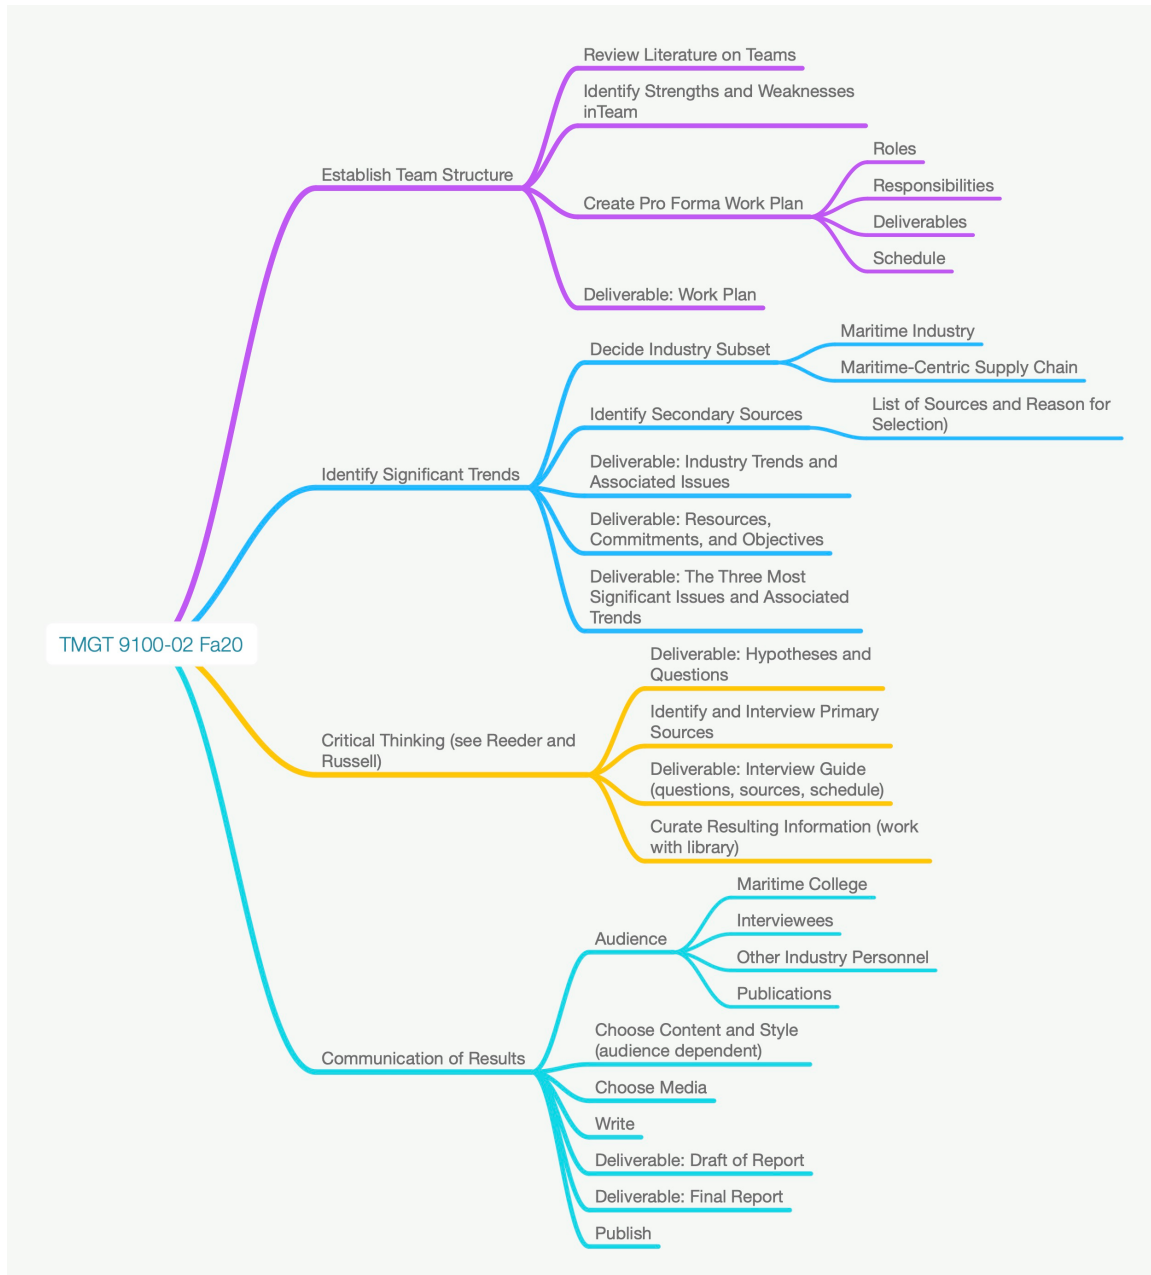 Review Literature on Teams
Identify Strengths and Weaknesses
inTeam
Establish Team Structure
Create Pro Forma Work Plan
Roles
Responsibilities
Deliverables
Schedule
Deliverable: Work Plan
Decide Industry Subset
Maritime Industry
Maritime-Centric Supply Chain
Identify Secondary Sources
List of Sources and Reason for
Selection)
Identify Significant Trends
Deliverable: Industry Trends and
Associated Issues
Deliverable: Resources,
Commitments, and Objectives
Deliverable: The Three Most
Significant Issues and Associated
Trends
TMGT 9100-02 Fa20
Deliverable: Hypotheses and
Questions
Identify and Interview Primary
Sources
Critical Thinking (see Reeder and
Russell)
Deliverable: Interview Guide
(questions, sources, schedule)
Curate Resulting Information (work
with library)
Audience
Maritime College
Interviewees
Other Industry Personnel
Publications
Communication of Results
Choose Content and Style
(audience dependent)
Choose Media
Write
Deliverable: Draft of Report
Deliverable: Final Report
Publish